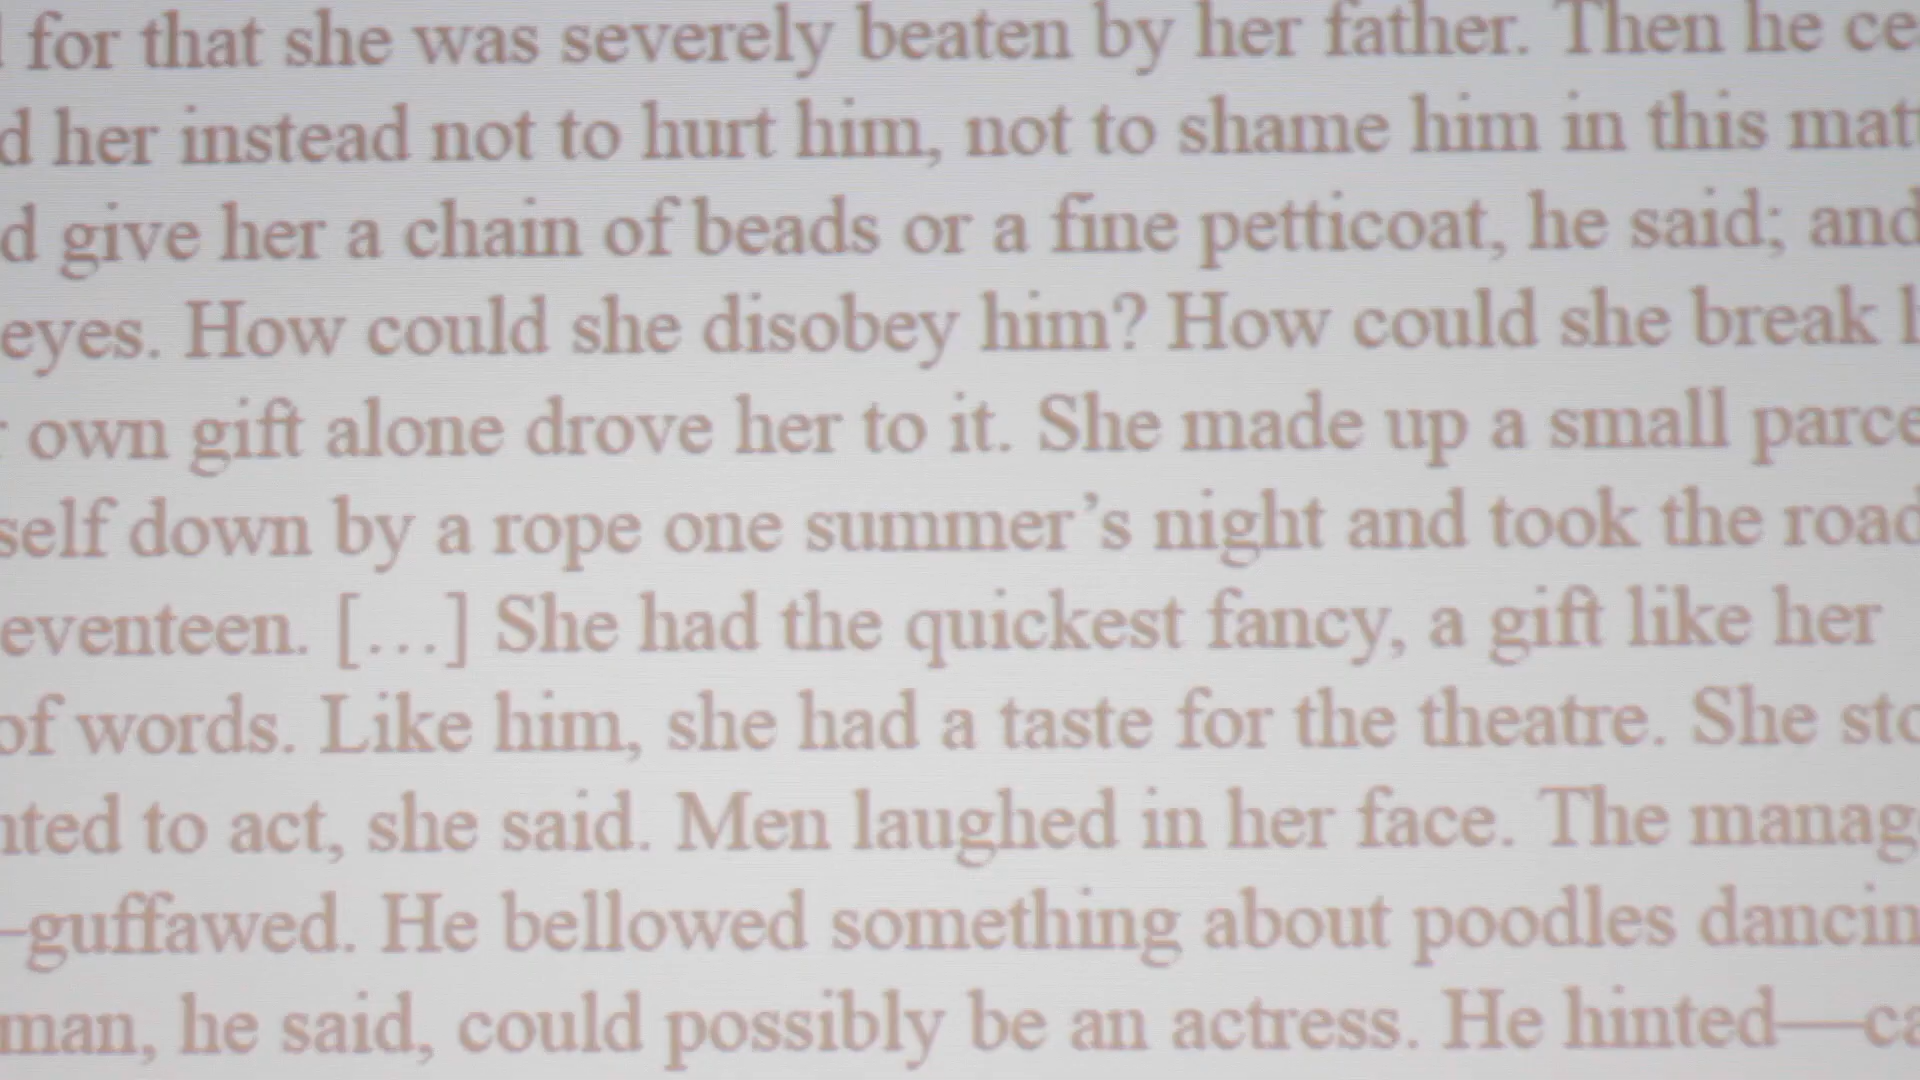 for that she was severely beaten by her father. Then he ce
d her instead not to hurt him, not to shame him in this mat
d give her a chain of beads or a fine petticoat, he said; and
eyes. How could she disobey him? How could she break
own gift alone drove her to it. She made up a small parce
self down by a rope one summer’s night and took the road
eventeen. […] She had the quickest fancy, a gift like her
of words. Like him, she had a taste for the theatre. She sto
nted to act, she said. Men laughed in her face. The manag
—guffawed. He bellowed something about poodles dancin
man, he said, could possibly be an actress. He hinted—ca